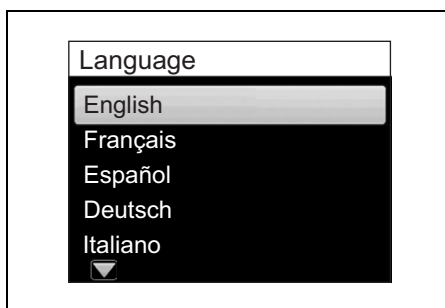 Language
English
Français
Español
Deutsch
Italiano